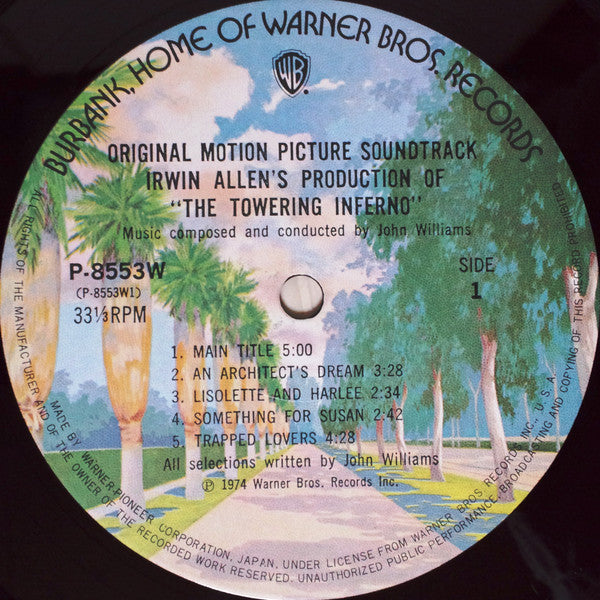 BURBANK, HOME OF WARNER BROS. RECORDS
WB
ORIGINAL MOTION PICTURE SOUNDTRACK
IRWIN ALLEN'S PRODUCTION OF
"THE TOWERING INFERNO"
Music composed and conducted by John Williams
P-8553W
(P-8553W1)
33⅓RPM
SIDE
1
1. MAIN TITLE 5:00
2. AN ARCHITECT'S DREAM 3:28
3. LISOLETTE AND HARLEE 2:34
4. SOMETHING FOR SUSAN 2:42
5. TRAPPED LOVERS 4:28
All selections written by John Williams
Ⓟ 1974 Warner Bros. Records Inc.
MADE BY WARNER-PIONEER CORPORATION, JAPAN, UNDER LICENSE FROM WARNER BROS RECORDS INC., U.S.A.
ALL RIGHTS OF THE MANUFACTURER AND OF THE OWNER OF THE RECORDED WORK RESERVED. UNAUTHORIZED PUBLIC PERFORMANCE, BROADCASTING AND COPYING OF THIS RECORD PROHIBITED